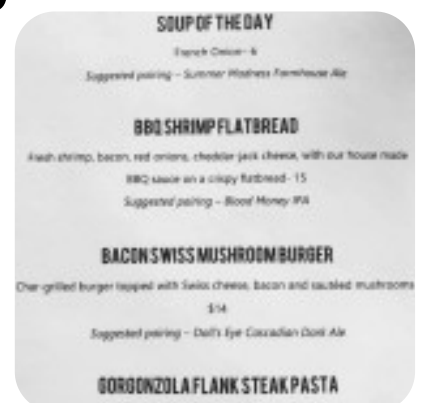 SOUP OF THE DAY
French Onion- 6
Suggested pairing – Summer Madness Farmhouse Ale
BBQ SHRIMP FLATBREAD
Fresh shrimp, bacon, red onions, cheddar jack cheese, with our house made
BBQ sauce on a crispy flatbread- 15
Suggested pairing – Blood Money IPA
BACON SWISS MUSHROOM BURGER
Char-grilled burger topped with Swiss cheese, bacon and sautéed mushrooms
$14
Suggested pairing – Doll's Eye Cascadian Dark Ale
GORGONZOLA FLANK STEAK PASTA